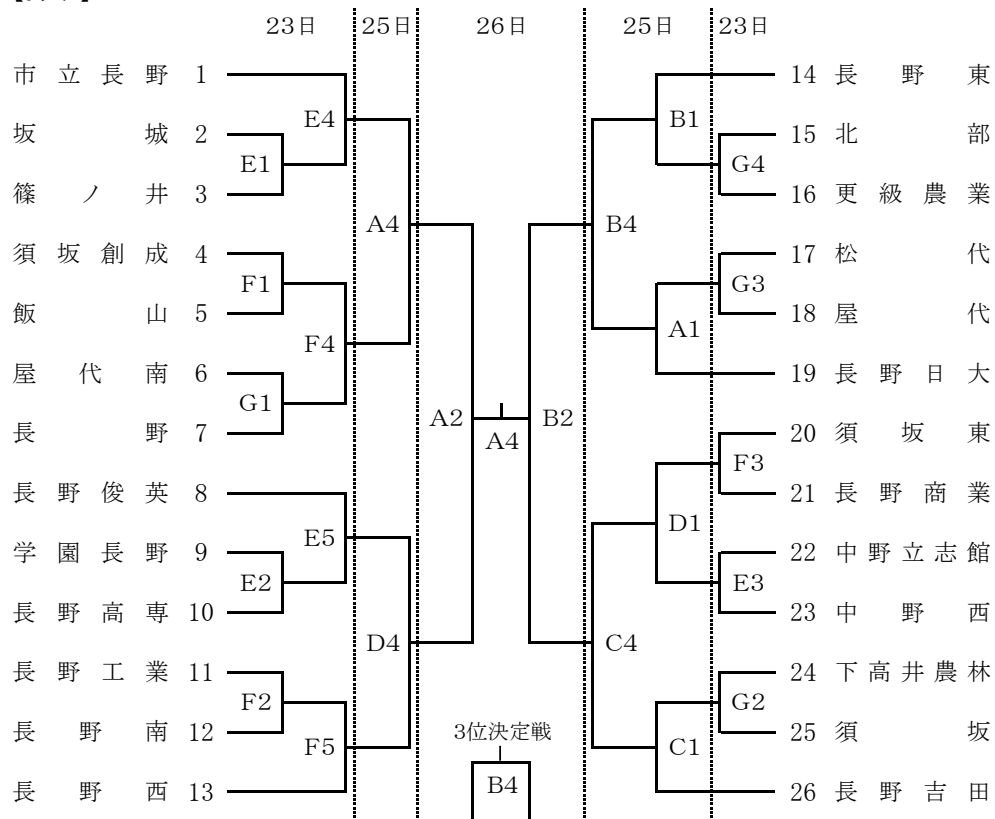 23日 25日 26日 25日 23日
市立長野 1
坂城 2
篠ノ井 3
須坂創成 4
飯山 5
屋代南 6
長野 7
長野俊英 8
学園長野 9
長野高専 10
長野工業 11
長野南 12
長野西 13
E4
E1
F1
F4
G1
E5
E2
F2
F5
A4
D4
A2
A4
B2
3位決定戦
B4
B4
C4
B1
G4
G3
A1
F3
D1
E3
G2
C1
14 長野東
15 北部
16 更級農業
17 松代
18 屋代
19 長野日大
20 須坂東
21 長野商業
22 中野立志館
23 中野西
24 下高井農林
25 須坂
26 長野吉田